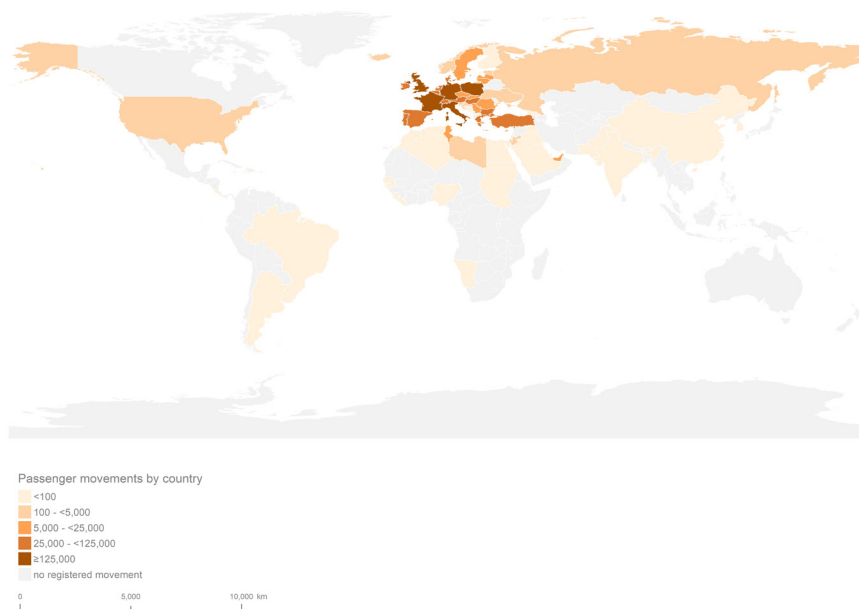 Passenger movements by country
<100
100 - <5,000
5,000 - <25,000
25,000 - <125,000
≥125,000
no registered movement
0 5,000 10,000 km